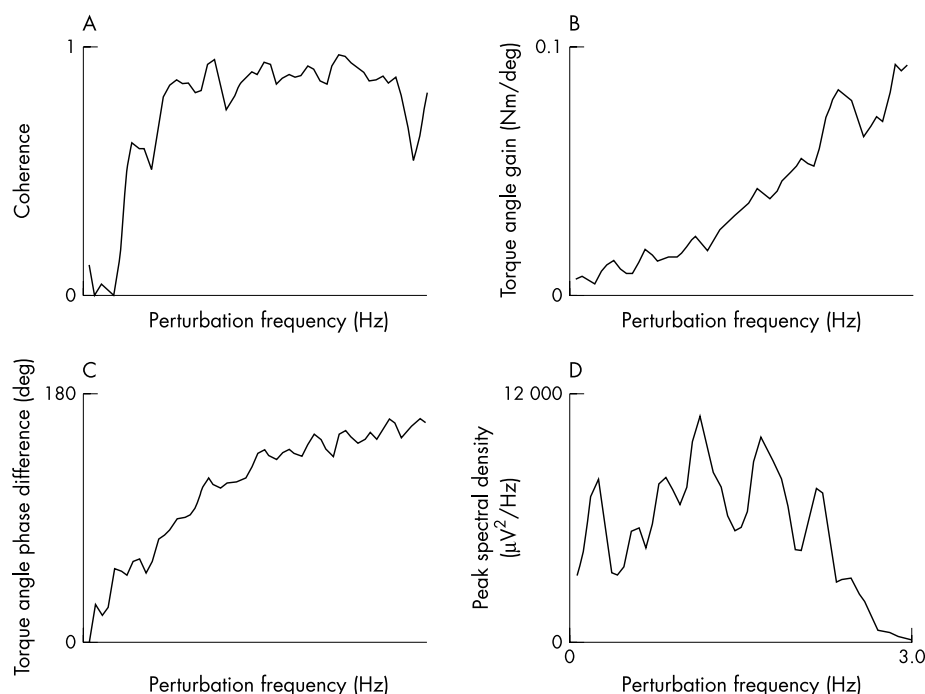 A
1
Coherence
0
Perturbation frequency (Hz)
B
0.1
Torque angle gain (Nm/deg)
0
Perturbation frequency (Hz)
C
180
Torque angle phase difference (deg)
0
Perturbation frequency (Hz)
D
12 000
Peak spectral density
(µV²/Hz)
0
0
3.0
Perturbation frequency (Hz)